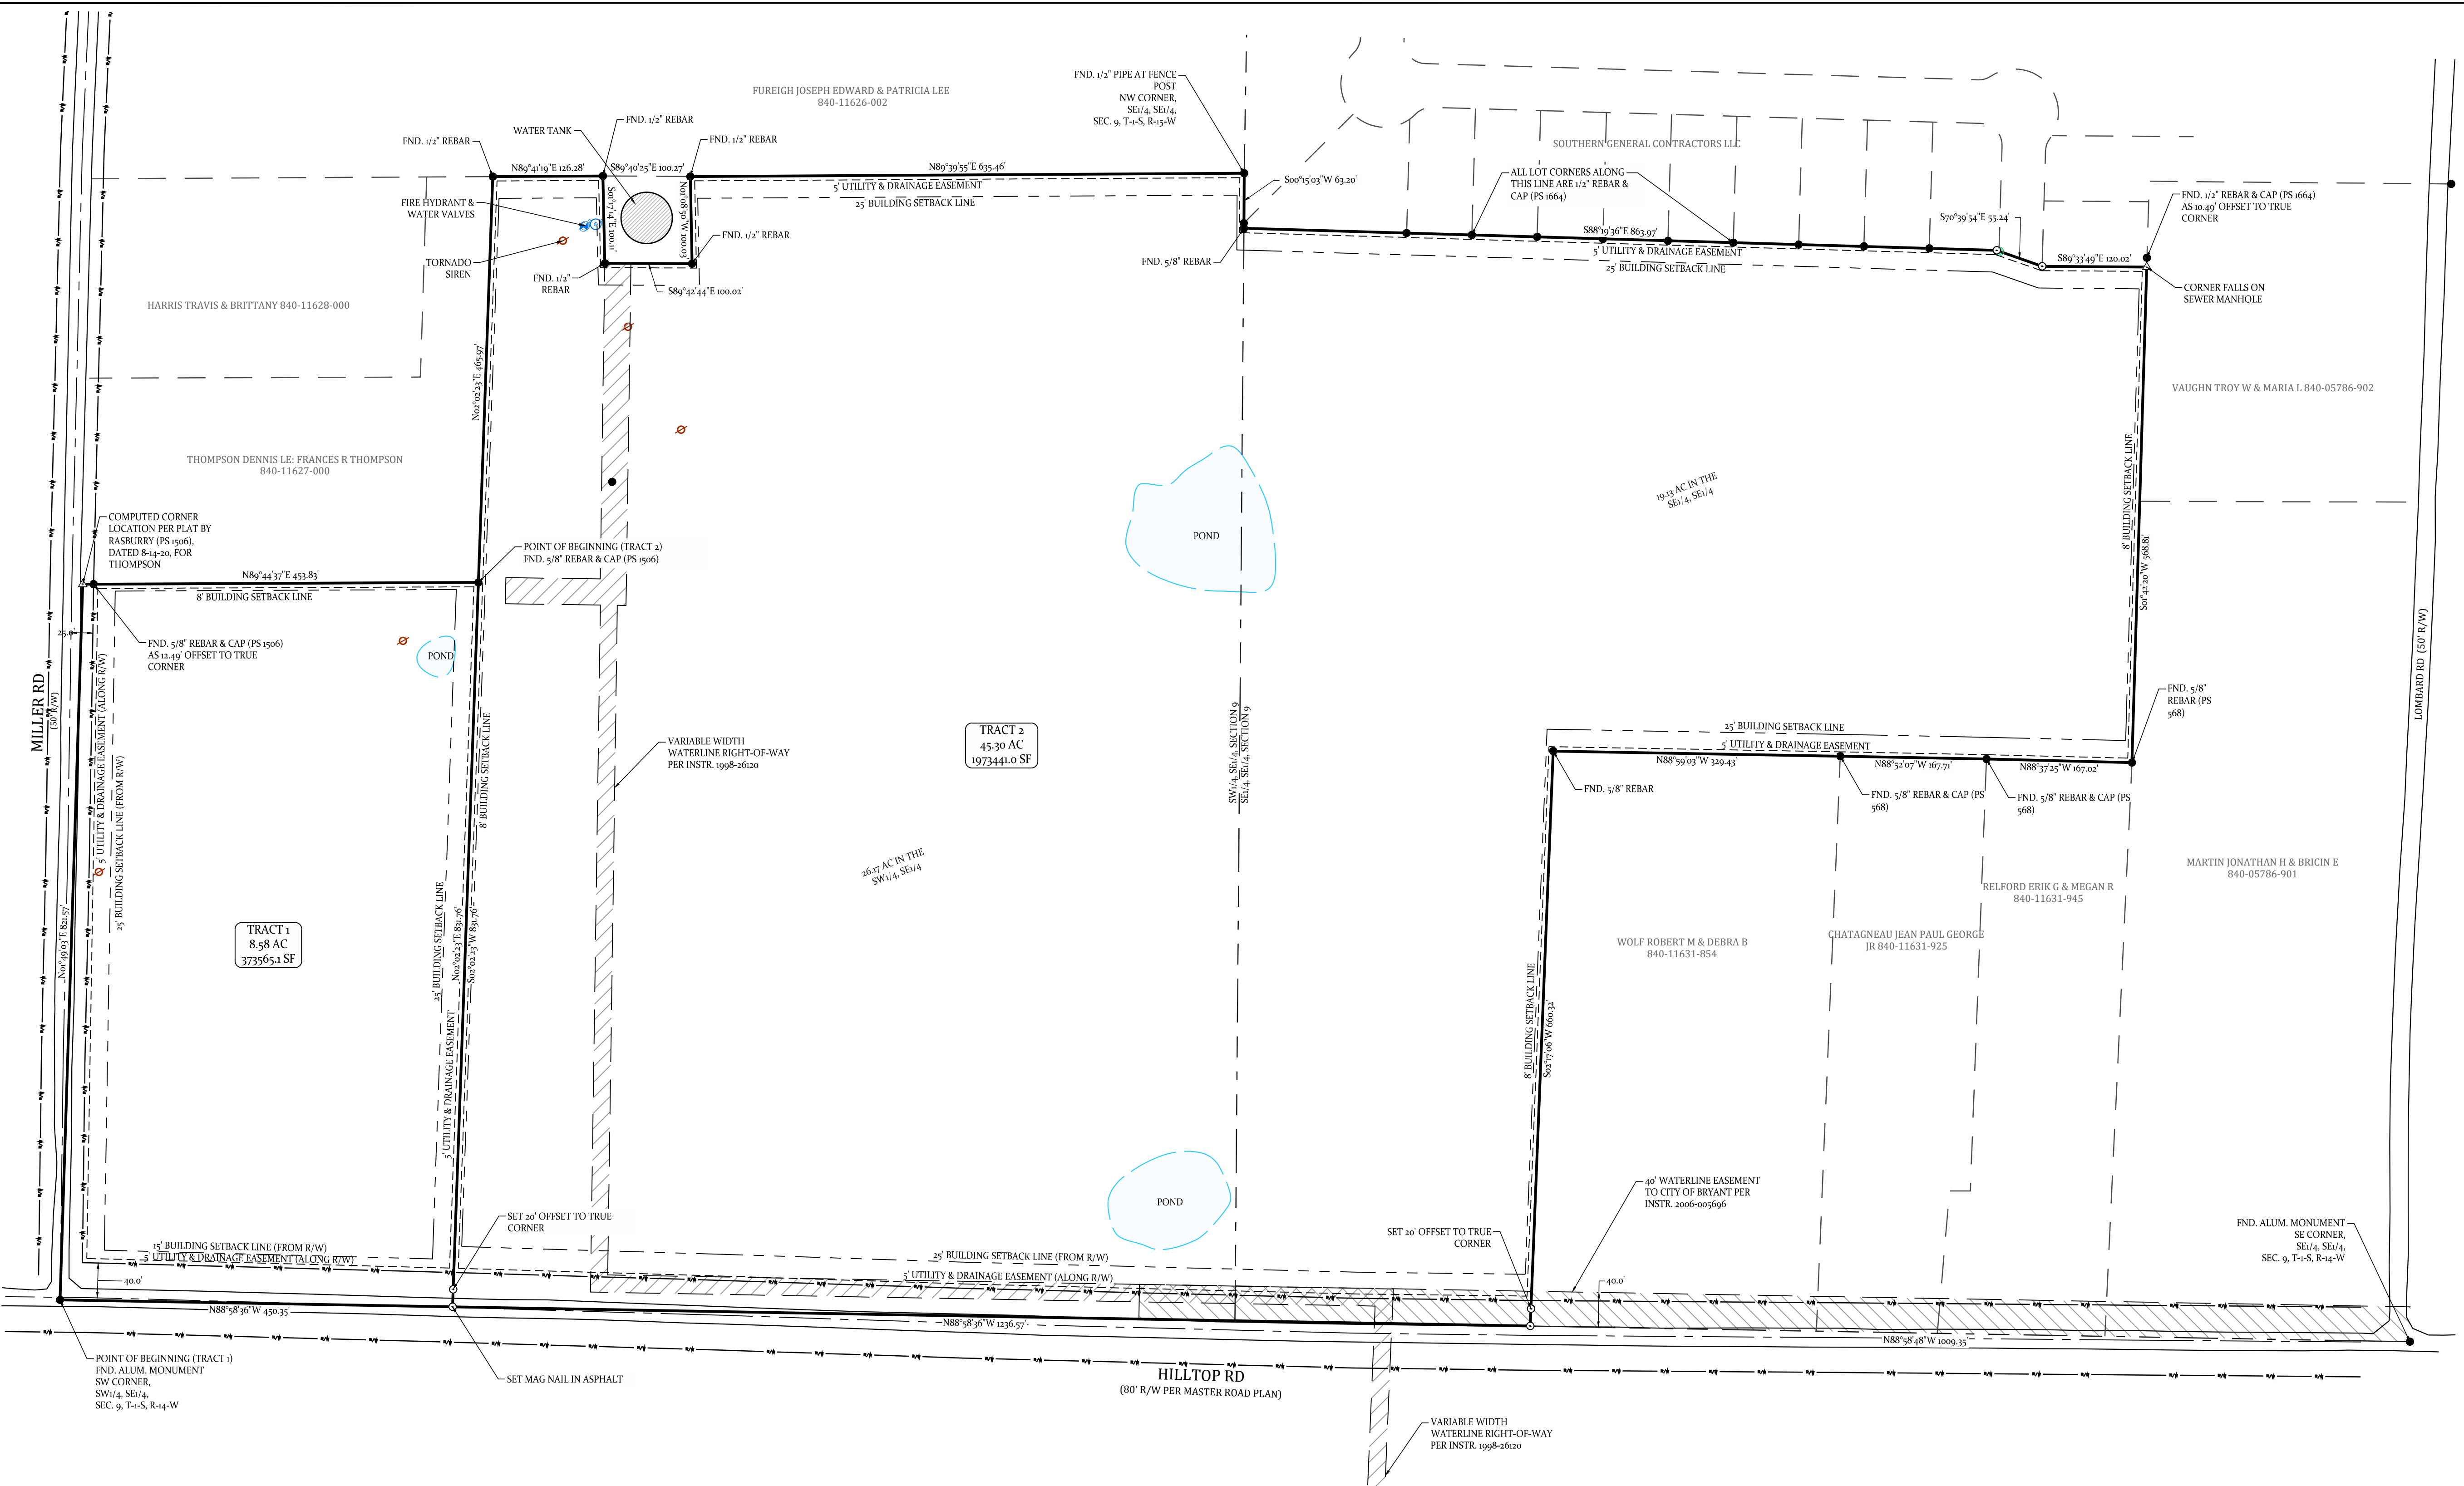 FND. 1/2" PIPE AT FENCE
POST
NW CORNER,
SE1/4, SE1/4,
SEC. 9, T-1-S, R-15-W
FUREIGH JOSEPH EDWARD & PATRICIA LEE
840-11626-002
FND. 1/2" REBAR
WATER TANK
FND. 1/2" REBAR
FND. 1/2" REBAR
N89°41'19"E 126.28'
S89°40'25"E 100.27'
N89°39'55"E 635.46'
5' UTILITY & DRAINAGE EASEMENT
25' BUILDING SETBACK LINE
S01°17'14"E 100.11'
N01°08'50"W 100.03'
FIRE HYDRANT &
WATER VALVES
TORNADO
SIREN
FND. 1/2"
REBAR
FND. 1/2" REBAR
S89°42'44"E 100.02'
S00°15'03"W 63.20'
FND. 5/8" REBAR
SOUTHERN GENERAL CONTRACTORS LLC
ALL LOT CORNERS ALONG
THIS LINE ARE 1/2" REBAR &
CAP (PS 1664)
S88°19'36"E 863.97'
5' UTILITY & DRAINAGE EASEMENT
25' BUILDING SETBACK LINE
S70°39'54"E 55.24'
S89°33'49"E 120.02'
FND. 1/2" REBAR & CAP (PS 1664)
AS 10.49' OFFSET TO TRUE
CORNER
CORNER FALLS ON
SEWER MANHOLE
HARRIS TRAVIS & BRITTANY 840-11628-000
N02°02'23"E 465.97'
VAUGHN TROY W & MARIA L 840-05786-902
THOMPSON DENNIS LE: FRANCES R THOMPSON
840-11627-000
COMPUTED CORNER
LOCATION PER PLAT BY
RASBURRY (PS 1506),
DATED 8-14-20, FOR
THOMPSON
POINT OF BEGINNING (TRACT 2)
FND. 5/8" REBAR & CAP (PS 1506)
POND
19.13 AC IN THE
SE1/4, SE1/4
8' BUILDING SETBACK LINE
S01°42'20"W 568.81'
N89°44'37"E 453.83'
8' BUILDING SETBACK LINE
25.0'
FND. 5/8" REBAR & CAP (PS 1506)
AS 12.49' OFFSET TO TRUE
CORNER
POND
MILLER RD
(50' R/W)
5' UTILITY & DRAINAGE EASEMENT (ALONG R/W)
25' BUILDING SETBACK LINE (FROM R/W)
N01°49'03"E 821.57'
8' BUILDING SETBACK LINE
VARIABLE WIDTH
WATERLINE RIGHT-OF-WAY
PER INSTR. 1998-26120
TRACT 2
45.30 AC
1973441.0 SF
SW1/4, SE1/4, SECTION 9
SE1/4, SE1/4, SECTION 9
25' BUILDING SETBACK LINE
5' UTILITY & DRAINAGE EASEMENT
N88°59'03"W 329.43'
N88°52'07"W 167.71'
N88°37'25"W 167.02'
FND. 5/8" REBAR
FND. 5/8" REBAR & CAP (PS
568)
FND. 5/8" REBAR & CAP (PS
568)
FND. 5/8"
REBAR (PS
568)
LOMBARD RD (50' R/W)
26.17 AC IN THE
SW1/4, SE1/4
TRACT 1
8.58 AC
373565.1 SF
25' BUILDING SETBACK LINE
N02°02'23"E 831.76'
S02°02'23"W 831.76'
5' UTILITY & DRAINAGE EASEMENT
MARTIN JONATHAN H & BRICIN E
840-05786-901
RELFORD ERIK G & MEGAN R
840-11631-945
WOLF ROBERT M & DEBRA B
840-11631-854
CHATAGNEAU JEAN PAUL GEORGE
JR 840-11631-925
8' BUILDING SETBACK LINE
S02°17'06"W 660.32'
POND
40' WATERLINE EASEMENT
TO CITY OF BRYANT PER
INSTR. 2006-005696
SET 20' OFFSET TO TRUE
CORNER
SET 20' OFFSET TO TRUE
CORNER
FND. ALUM. MONUMENT
SE CORNER,
SE1/4, SE1/4,
SEC. 9, T-1-S, R-14-W
15' BUILDING SETBACK LINE (FROM R/W)
5' UTILITY & DRAINAGE EASEMENT (ALONG R/W)
40.0'
25' BUILDING SETBACK LINE (FROM R/W)
5' UTILITY & DRAINAGE EASEMENT (ALONG R/W)
40.0'
N88°58'36"W 450.35'
N88°58'36"W 1236.57'
N88°58'48"W 1009.35'
POINT OF BEGINNING (TRACT 1)
FND. ALUM. MONUMENT
SW CORNER,
SW1/4, SE1/4,
SEC. 9, T-1-S, R-14-W
SET MAG NAIL IN ASPHALT
HILLTOP RD
(80' R/W PER MASTER ROAD PLAN)
VARIABLE WIDTH
WATERLINE RIGHT-OF-WAY
PER INSTR. 1998-26120